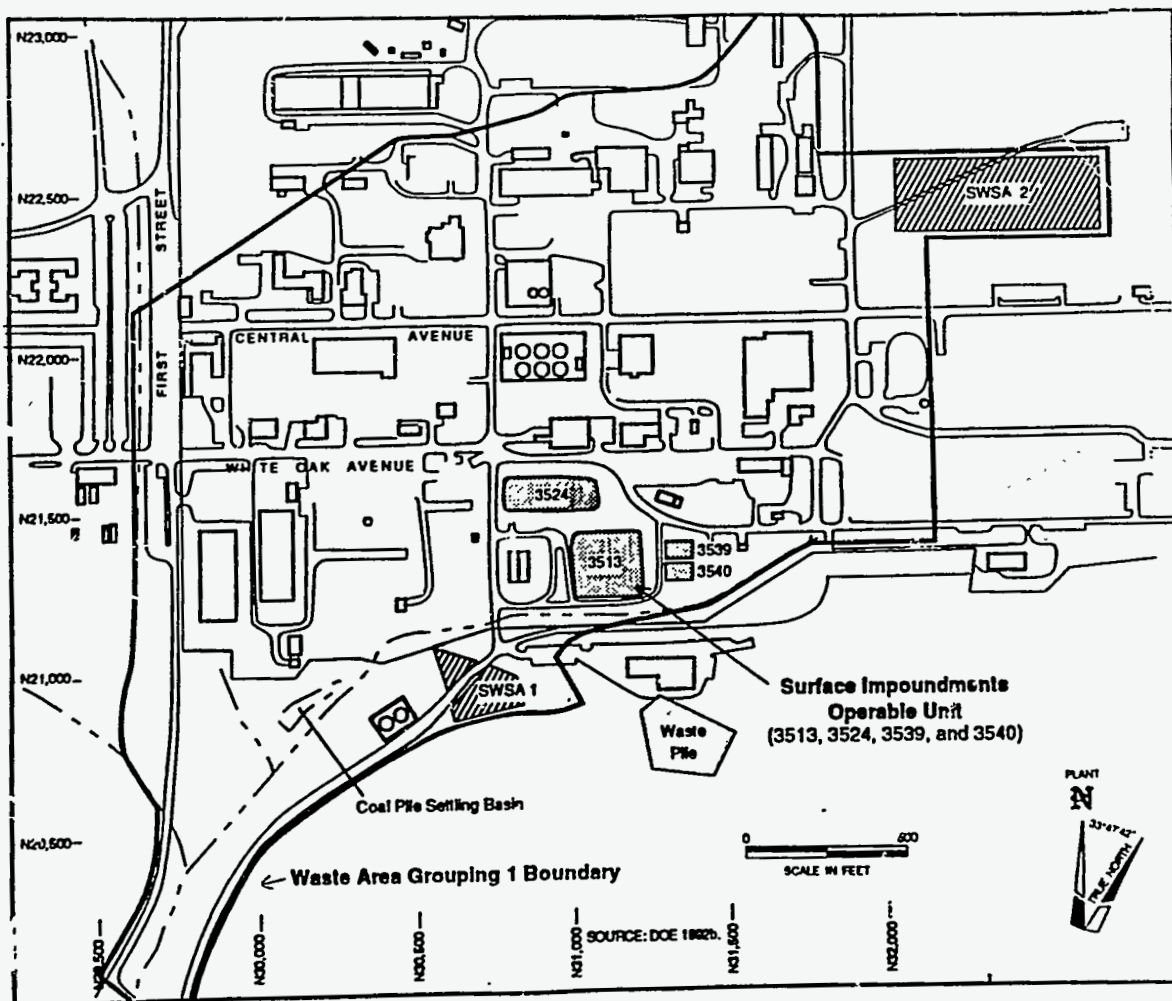 N23,000
N22,500
SWSA 2
STREET
CENTRAL AVENUE
N22,000
FIRST
WHITE OAK AVENUE
3524
N21,500
3539
3513
3540
N21,000
SWSA 1
Surface Impoundments
Operable Unit
(3513, 3524, 3539, and 3540)
Waste
Pile
Coal Pile Settling Basin
PLANT
N
TRUE NORTH
N20,500
0
SCALE IN FEET
Waste Area Grouping 1 Boundary
N30,000
N30,500
N31,000
SOURCE: DOE 1992b.
N31,500
N32,000